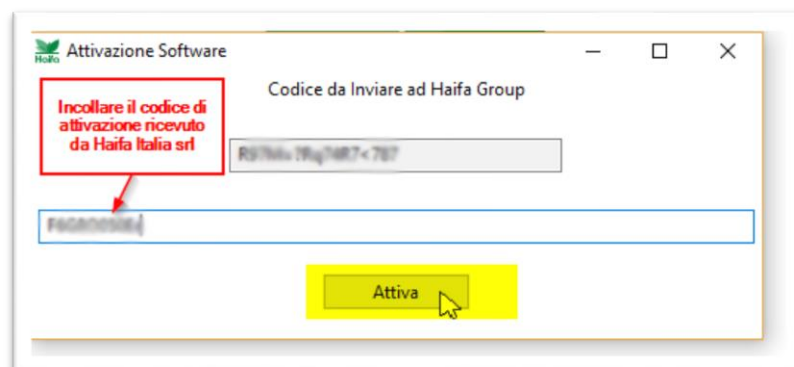 Haifa
Attivazione Software
Codice da Inviare ad Haifa Group
Incollare il codice di
attivazione ricevuto
da Haifa Italia srl
Attiva